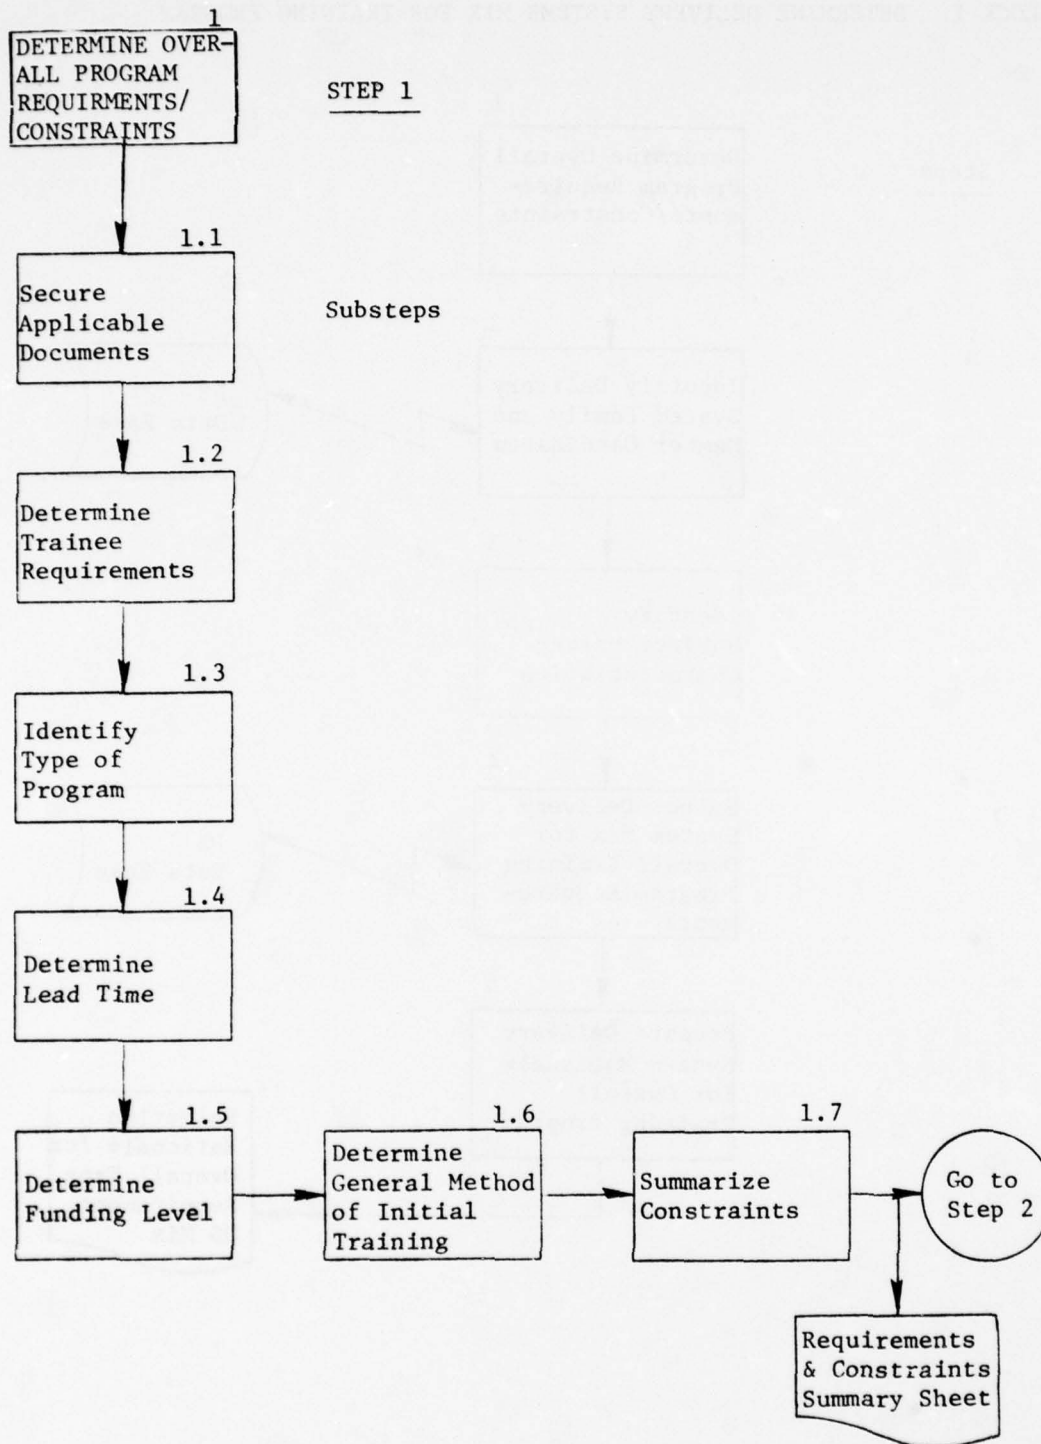 1
DETERMINE OVER-
ALL PROGRAM
REQUIRMENTS/
CONSTRAINTS
STEP 1
1.1
Secure
Applicable
Documents
Substeps
1.2
Determine
Trainee
Requirements
1.3
Identify
Type of
Program
1.4
Determine
Lead Time
1.5
Determine
Funding Level
1.6
Determine
General Method
of Initial
Training
1.7
Summarize
Constraints
Go to
Step 2
Requirements
& Constraints
Summary Sheet